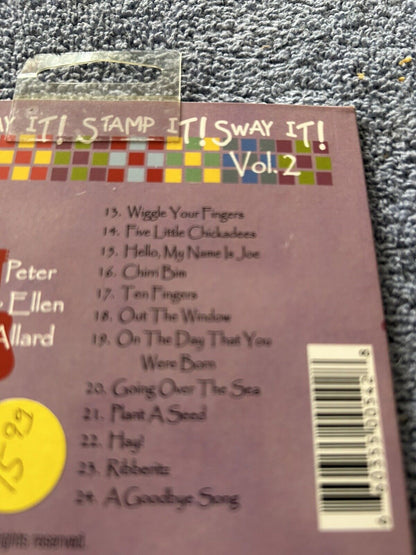 AY IT! STAMP IT! SWAY IT!
Vol. 2
13. Wiggle Your Fingers
14. Five Little Chickadees
15. Hello, My Name Is Joe
16. Chirri Bim
17. Ten Fingers
18. Out The Window
19. On The Day That You
Were Born
20. Going Over The Sea
21. Plant A Seed
22. Hay!
23. Ribberitz
24. A Goodbye Song
Peter
Ellen
Allard
15.99
rights reserved.